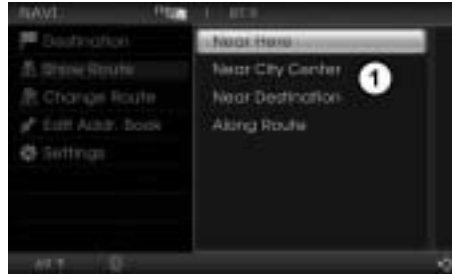 NAVI
Destination
Show Route
Change Route
Edit Addr. Book
Settings
Near Here
Near City Center
Near Destination
Along Route
1